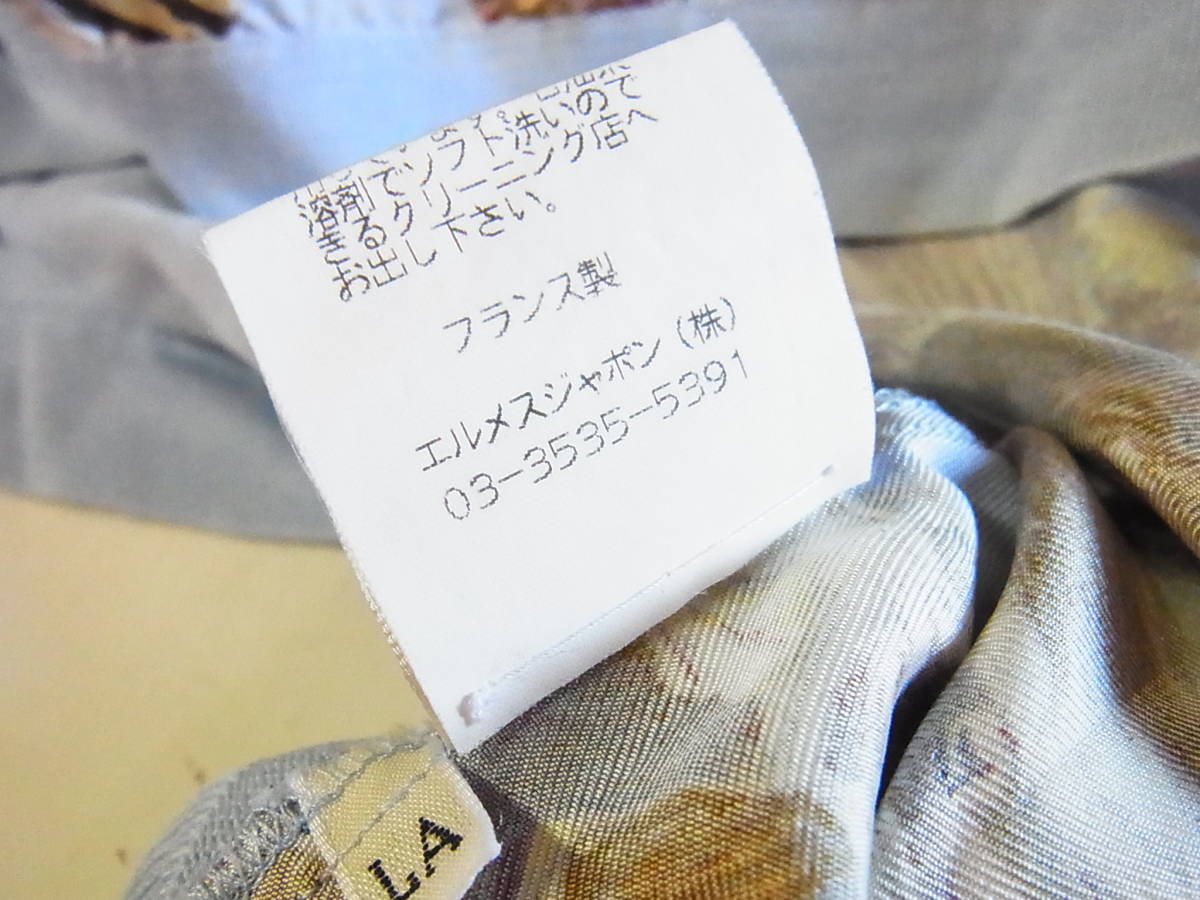 溶剤でソフト洗いので
きるクリーニング店へ
お出し下さい。
フランス製
エルメスジャポン(株)
03-3535-5391
LA